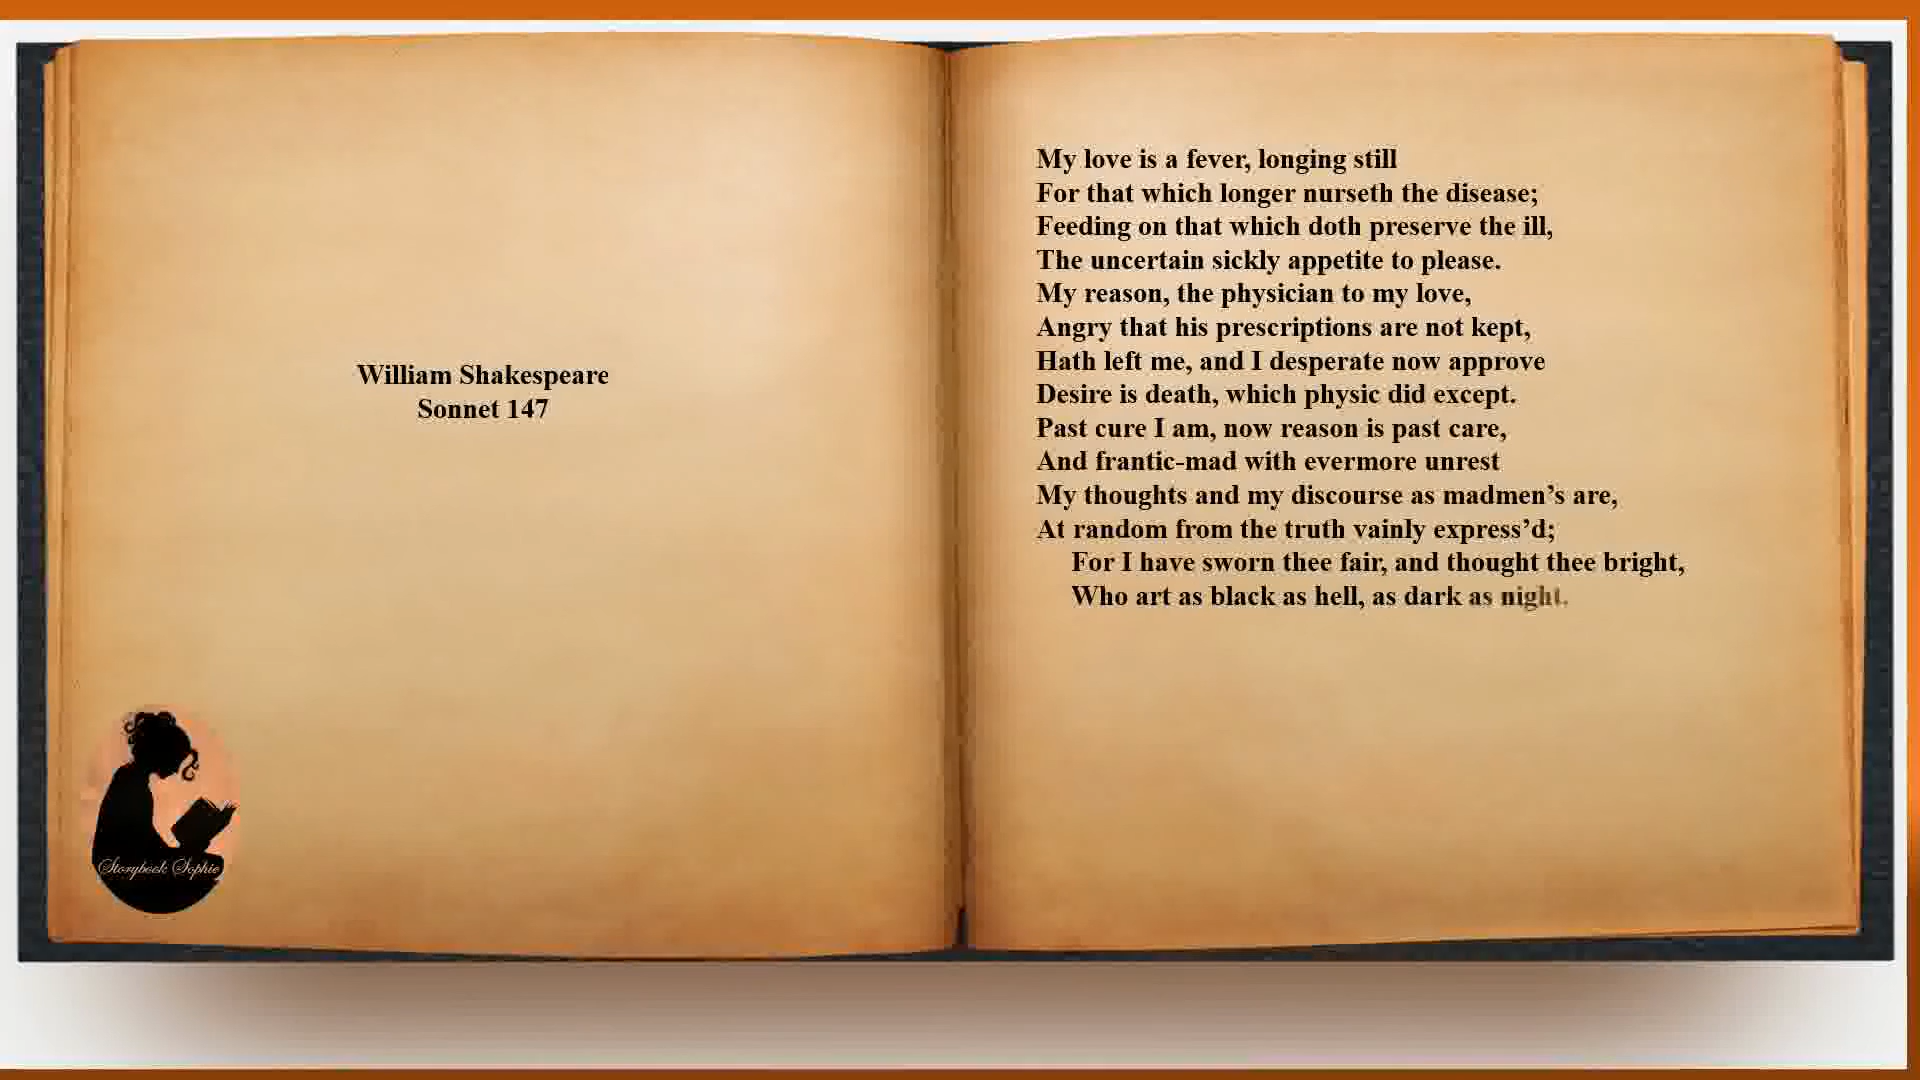 William Shakespeare
Sonnet 147
My love is a fever, longing still
For that which longer nurseth the disease;
Feeding on that which doth preserve the ill,
The uncertain sickly appetite to please.
My reason, the physician to my love,
Angry that his prescriptions are not kept,
Hath left me, and I desperate now approve
Desire is death, which physic did except.
Past cure I am, now reason is past care,
And frantic-mad with evermore unrest
My thoughts and my discourse as madmen’s are,
At random from the truth vainly express’d;
For I have sworn thee fair, and thought thee bright,
Who art as black as hell, as dark as night.
Storybook Sophie